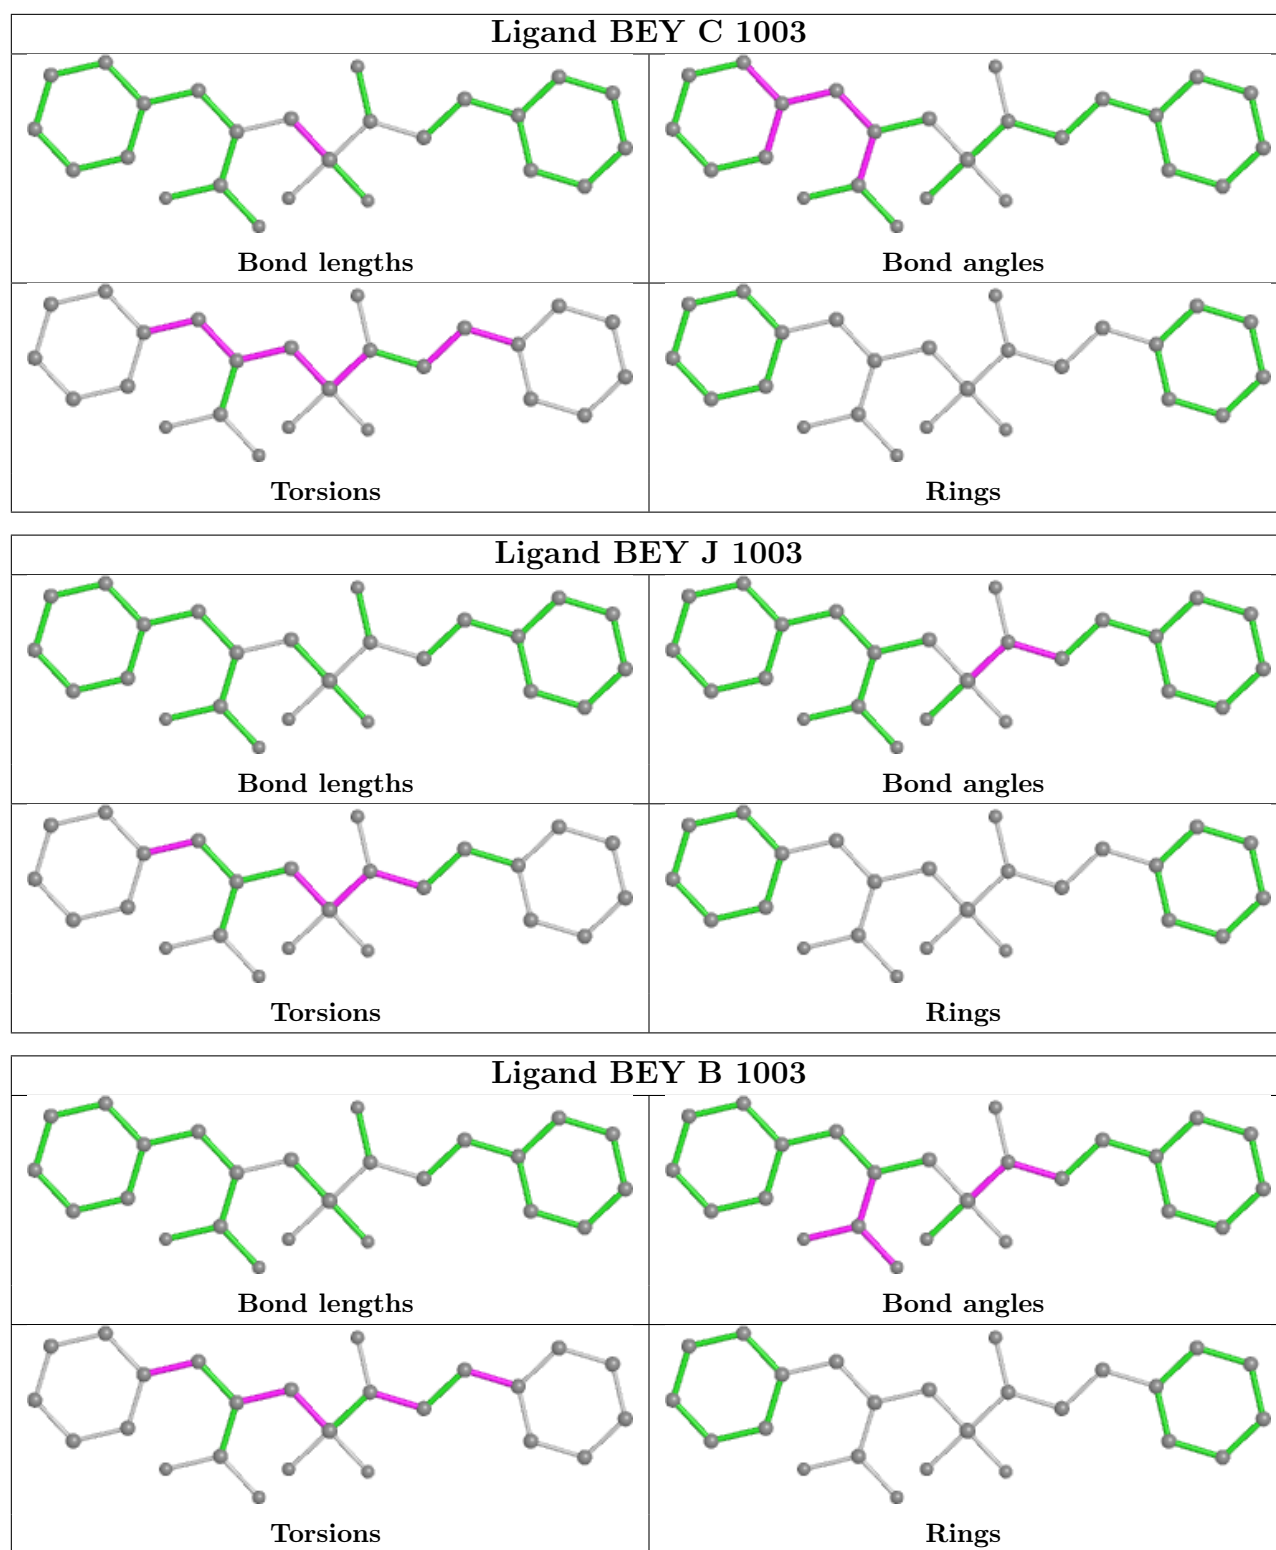 Ligand BEY C 1003
Bond lengths
Bond angles
Torsions
Rings
Ligand BEY J 1003
Bond lengths
Bond angles
Torsions
Rings
Ligand BEY B 1003
Bond lengths
Bond angles
Torsions
Rings